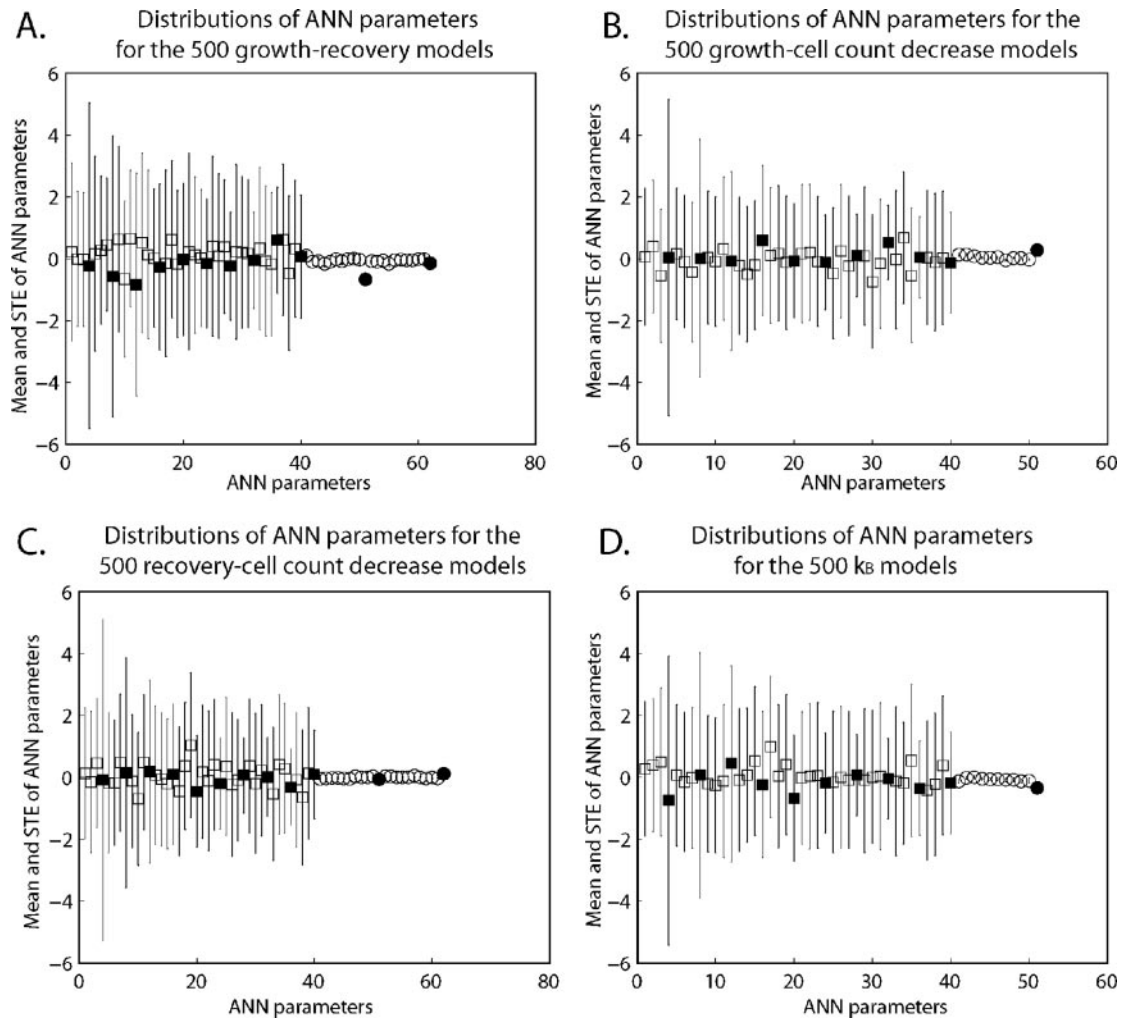 A.
Distributions of ANN parameters
for the 500 growth-recovery models
Mean and STE of ANN parameters
6
4
2
0
−2
−4
−6
0 20 40 60 80
ANN parameters
B.
Distributions of ANN parameters for the
500 growth-cell count decrease models
Mean and STE of ANN parameters
6
4
2
0
−2
−4
−6
0 10 20 30 40 50 60
ANN parameters
C.
Distributions of ANN parameters for the
500 recovery-cell count decrease models
Mean and STE of ANN parameters
6
4
2
0
−2
−4
−6
0 20 40 60 80
ANN parameters
D.
Distributions of ANN parameters
for the 500 kB models
Mean and STE of ANN parameters
6
4
2
0
−2
−4
−6
0 10 20 30 40 50 60
ANN parameters